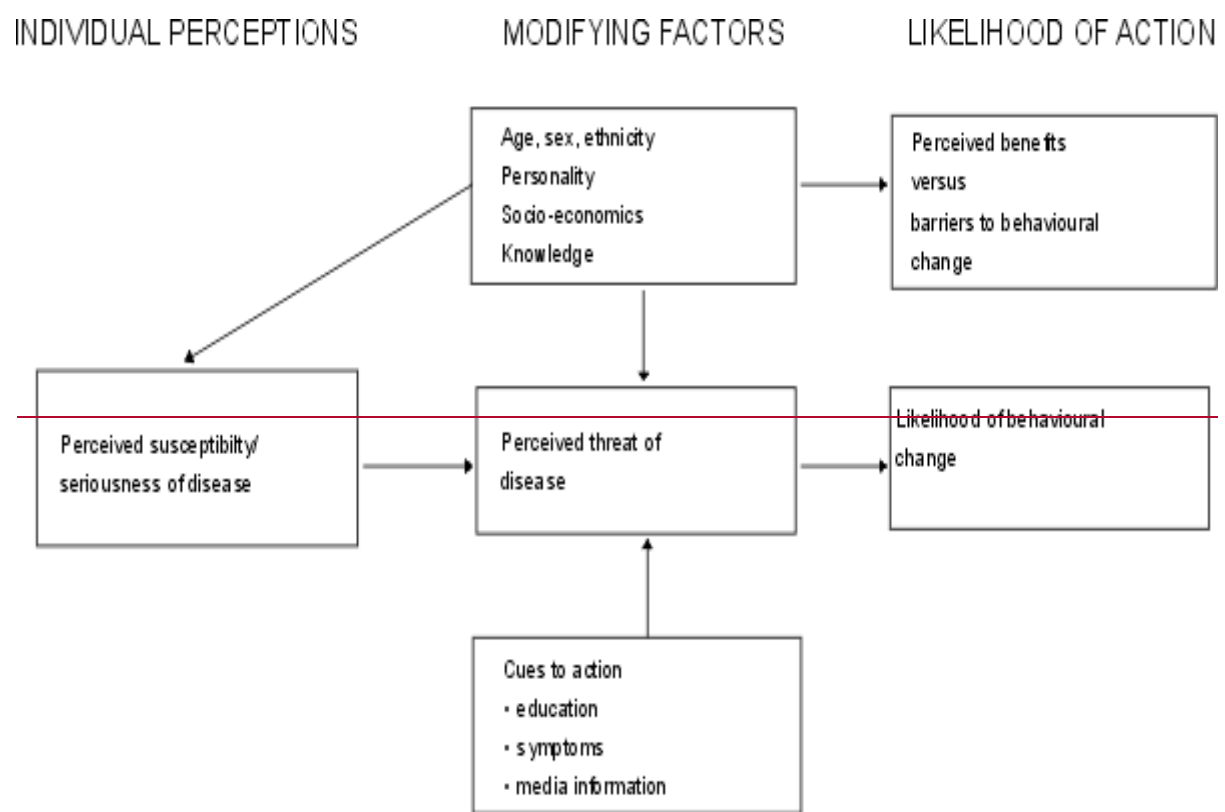 INDIVIDUAL PERCEPTIONS
MODIFYING FACTORS
LIKELIHOOD OF ACTION
Age, sex, ethnicity
Personality
Socio-economics
Knowledge
Perceived benefits
versus
barriers to behavioural
change
Perceived susceptibilty/
seriousness of disease
Perceived threat of
disease
Likelihood of behavioural
change
Cues to action
• education
• symptoms
• media information